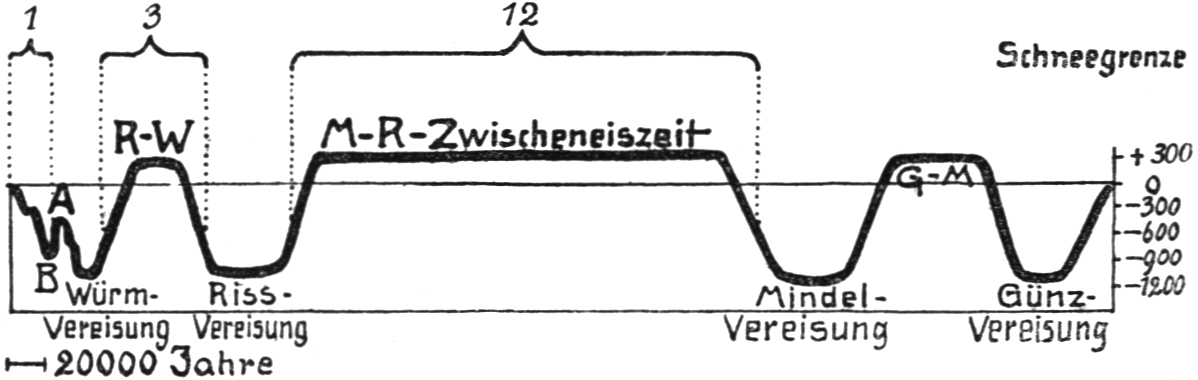 1 3 12
Schneegrenze
R-W M-R-Zwischeneiszeit
+300
G-M
0
A
-300
-600
B
-900
-1200
Würm- Riss- Mindel- Günz-
Vereisung Vereisung Vereisung Vereisung
20000 Jahre